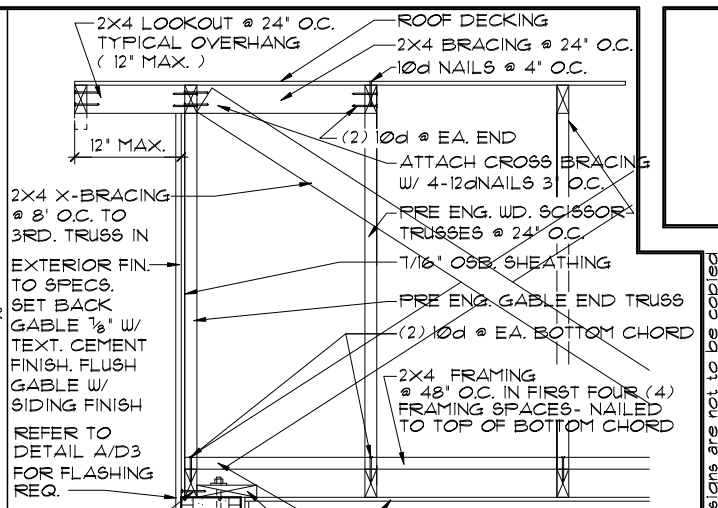 2X4 LOOKOUT @ 24" O.C.
TYPICAL OVERHANG
( 12" MAX. )
ROOF DECKING
2X4 BRACING @ 24" O.C.
10d NAILS @ 4" O.C.
12" MAX.
(2) 10d @ EA. END
ATTACH CROSS BRACING
W/ 4-12dNAILS 3" O.C.
2X4 X-BRACING
@ 8' O.C. TO
3RD. TRUSS IN
PRE ENG. WD. SCISSOR
TRUSSES @ 24" O.C.
EXTERIOR FIN.
TO SPECS.
SET BACK
GABLE 7/8" W/
TEXT. CEMENT
FINISH. FLUSH
GABLE W/
SIDING FINISH
7/16" OSB. SHEATHING
PRE ENG. GABLE END TRUSS
(2) 10d @ EA. BOTTOM CHORD
2X4 FRAMING
@ 48" O.C. IN FIRST FOUR (4)
FRAMING SPACES- NAILED
TO TOP OF BOTTOM CHORD
REFER TO
DETAIL A/D3
FOR FLASHING
REQ.
signs are not to be copied